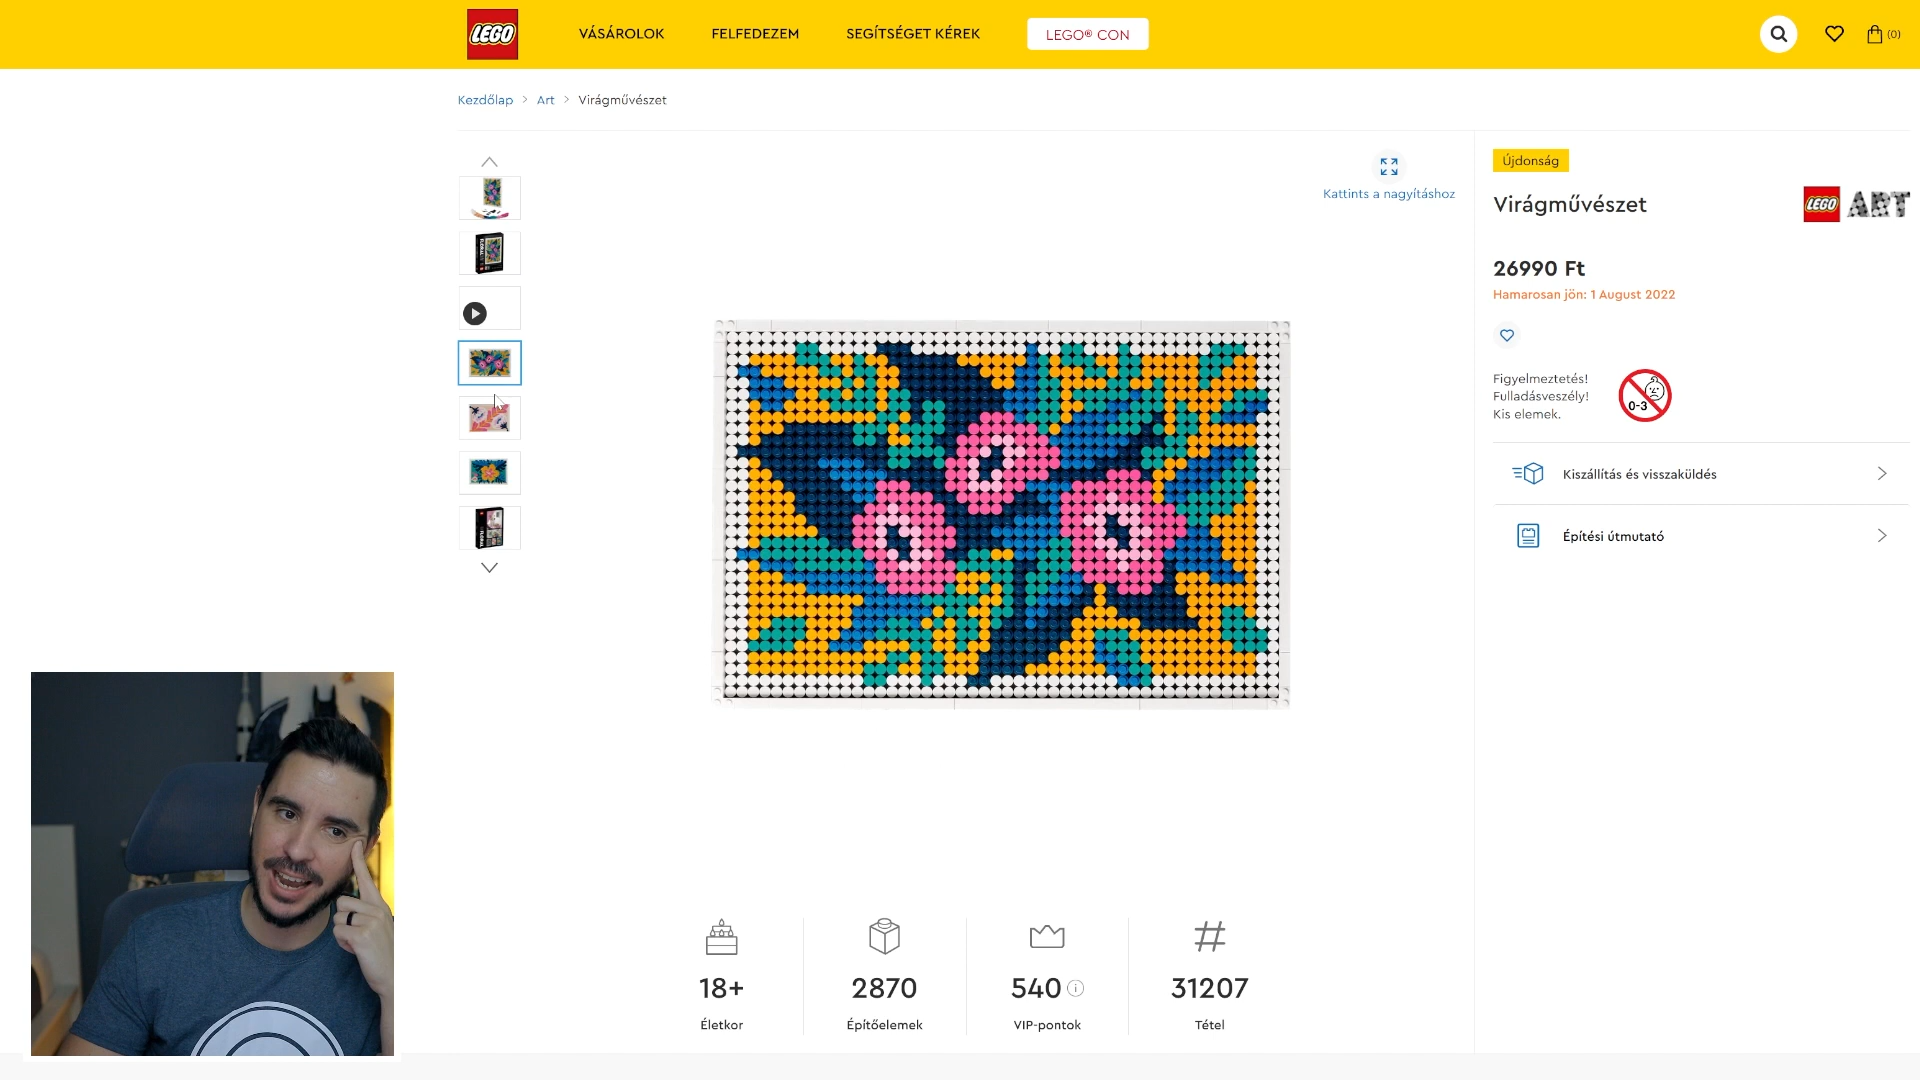 LEGO
VÁSÁROLOK
FELFEDEZEM
SEGÍTSÉGET KÉREK
LEGO® CON
(0)
Kezdőlap > Art > Virágművészet
Kattints a nagyításhoz
Újdonság
Virágművészet
LEGO ART
26990 Ft
Hamarosan jön: 1 August 2022
Figyelmeztetés!
Fulladásveszély!
Kis elemek.
0-3
Kiszállítás és visszaküldés
Építési útmutató
18+
Életkor
2870
Építőelemek
540
VIP-pontok
31207
Tétel